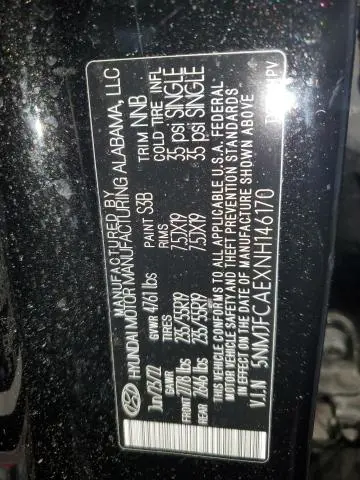 MANUFACTURED BY
HYUNDAI MOTOR MANUFACTURING ALABAMA, LLC
Jan/25/22 GVWR 4761 lbs PAINT S3B TRIM NNB
GAWR TIRES RIMS COLD TIRE INFL
FRONT 2778 lbs 235/55R19 7.5JX19 35 psi SINGLE
REAR 2646 lbs 235/55R19 7.5JX19 35 psi SINGLE
THIS VEHICLE CONFORMS TO ALL APPLICABLE U.S.A. FEDERAL
MOTOR VEHICLE SAFETY AND THEFT PREVENTION STANDARDS
IN EFFECT ON THE DATE OF MANUFACTURE SHOWN ABOVE
V.I.N 5NMJFCAEXNH146170